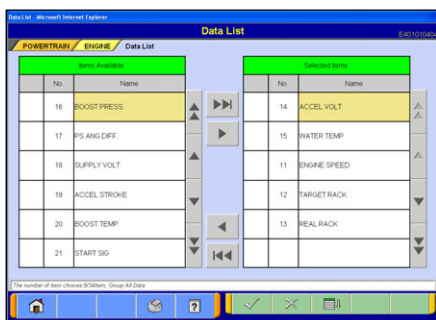 Data List - Microsoft Internet Explorer
Data List
E401010404
POWERTRAIN ENGINE Data List
Items Available
No. Name
16 BOOST PRESS
17 PS ANG.DIFF.
18 SUPPLY VOLT
19 ACCEL STROKE
20 BOOST TEMP
21 START SIG
Selected Items
No. Name
14 ACCEL VOLT
15 WATER TEMP
11 ENGINE SPEED
12 TARGET RACK
13 REAL RACK
The number of item choices 5/34item, Group All Data